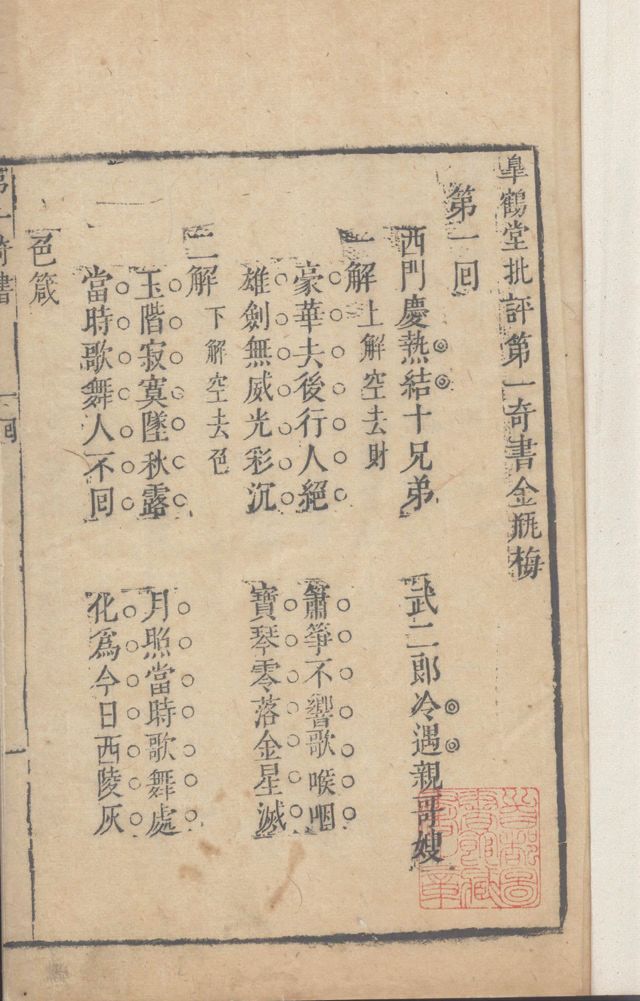 皐鶴堂批評第一奇書金瓶梅
第一回
西門慶熱結十兄弟 武二郎冷遇親哥嫂
一解 上解空去財
豪華去後行人絕 簫箏不響歌喉咽
雄劍無威光彩沉 寶琴零落金星滅
二解 下解空去色
玉階寂寞墜秋露 月照當時歌舞處
當時歌舞人不回 化為今日西陵灰
色箴
第一奇書 一回 一